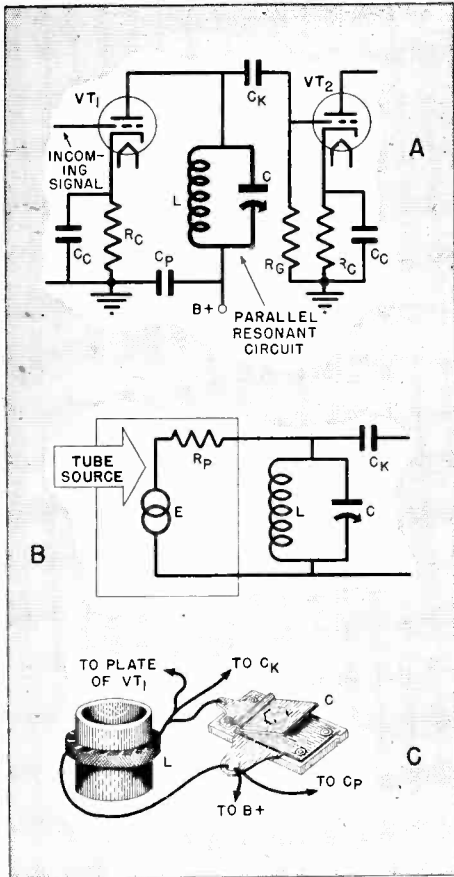 VT1
CK
VT2
A
INCOM-
ING
SIGNAL
L
C
CC
RC
CP
RG
RC
CC
B+
PARALLEL
RESONANT
CIRCUIT
TUBE
SOURCE
RP
CK
E
L
C
B
TO PLATE
OF VT1
TO CK
C
L
C
TO CP
TO B+